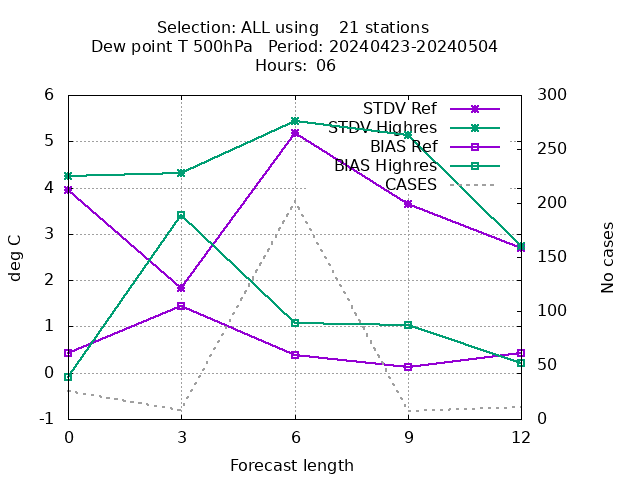 Selection: ALL using 21 stations
Dew point T 500hPa Period: 20240423-20240504
Hours: 06
6
5
4
3
2
1
0
-1
300
250
200
150
100
50
0
STDV Ref
STDV Highres
BIAS Ref
BIAS Highres
CASES
deg C
No cases
0 3 6 9 12
Forecast length